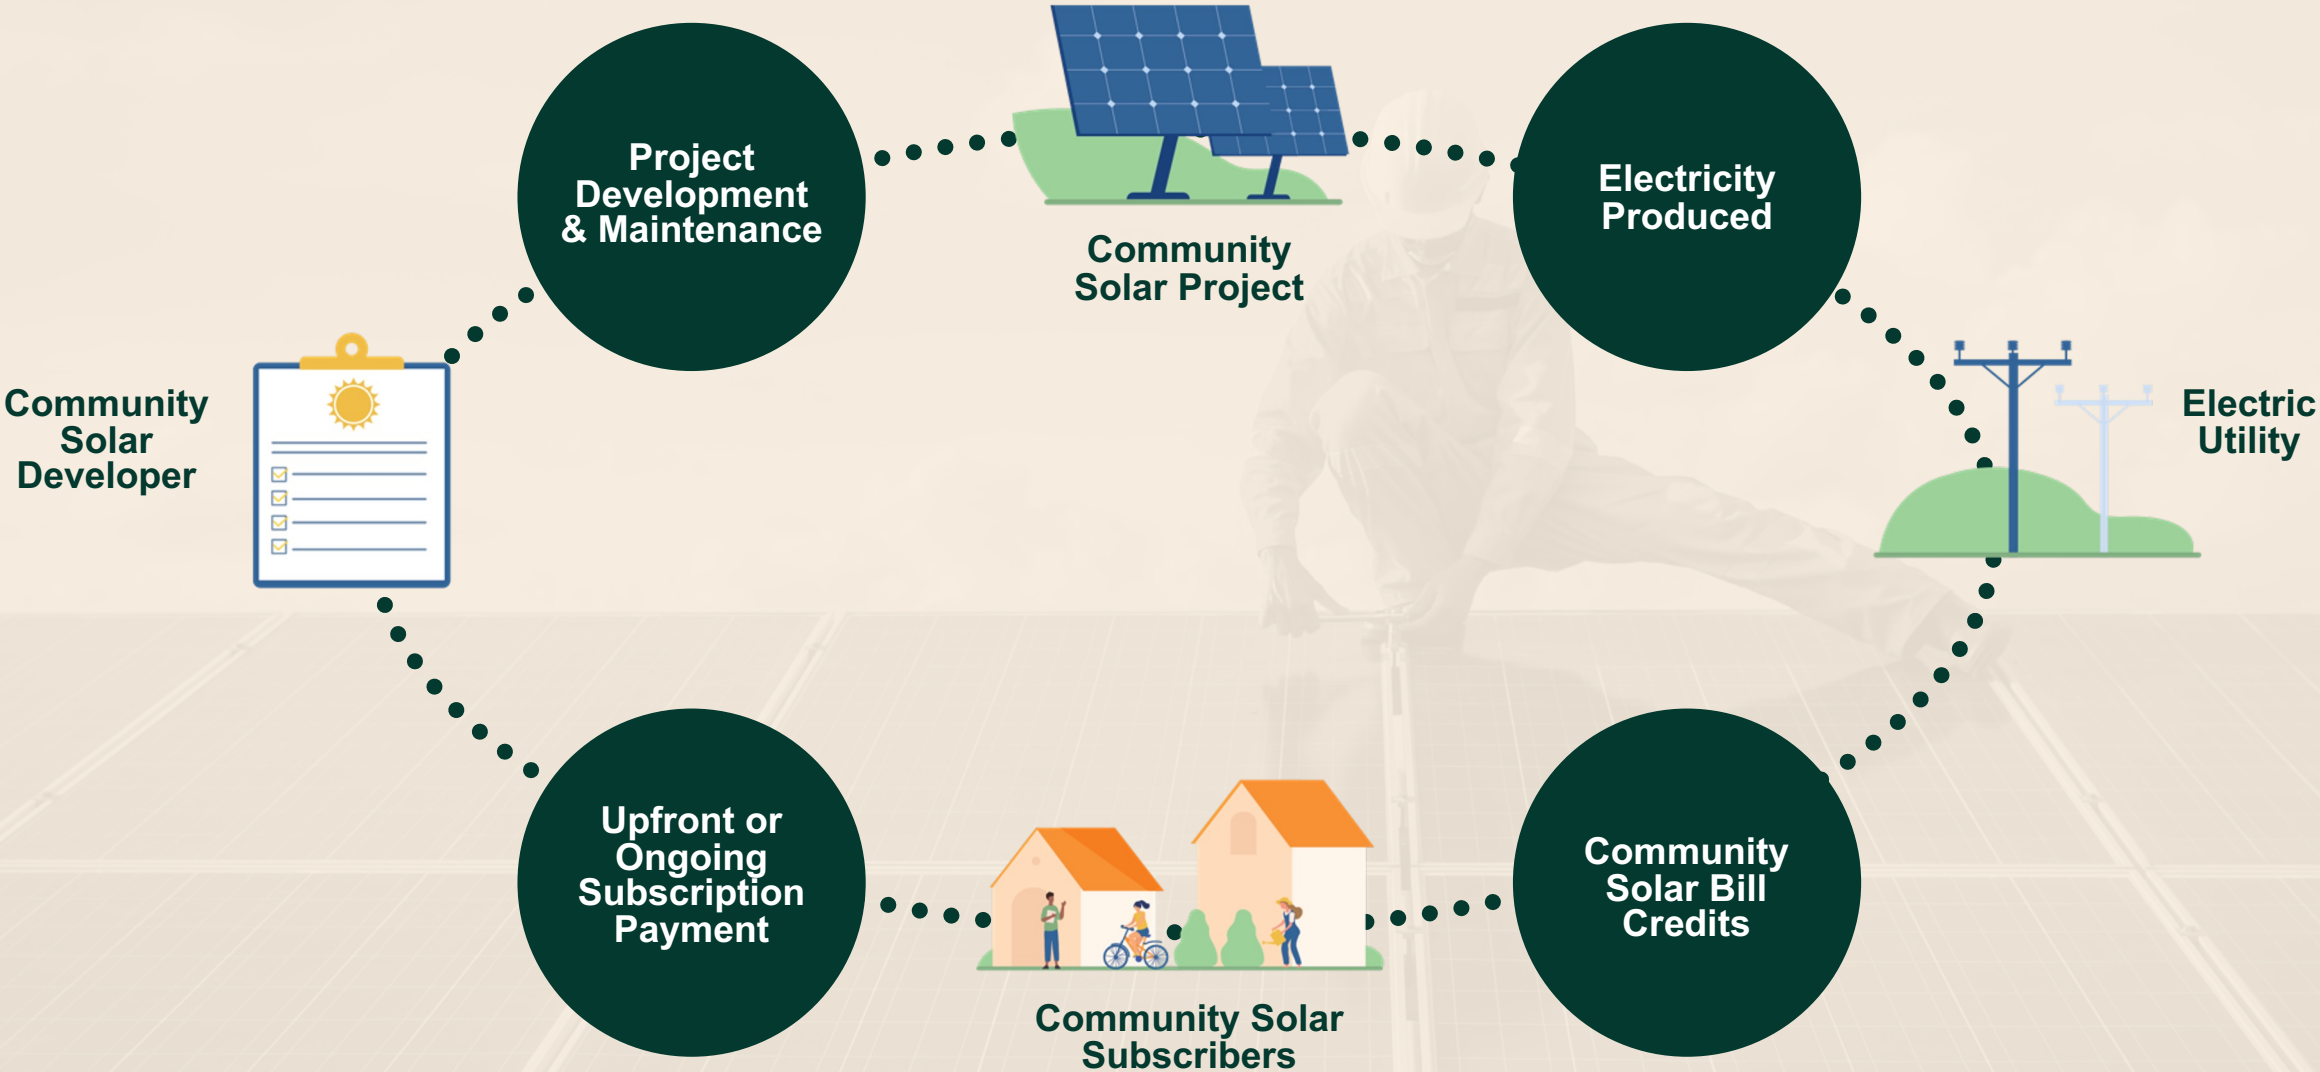 Project
Development
& Maintenance
Community
Solar Project
Electricity
Produced
Community
Solar
Developer
Electric
Utility
Upfront or
Ongoing
Subscription
Payment
Community Solar
Subscribers
Community
Solar Bill
Credits